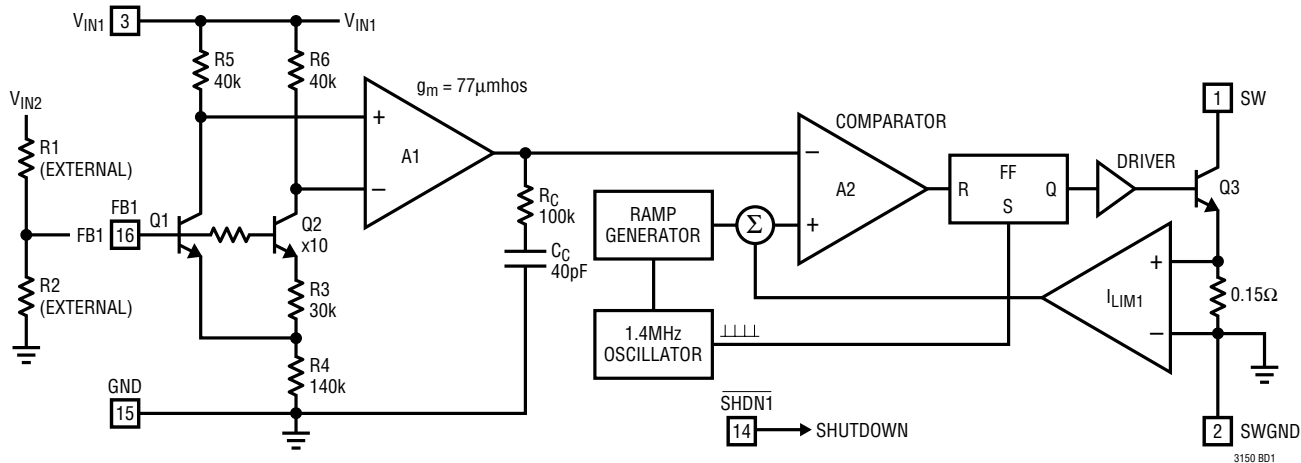 V_IN1 3 V_IN1
R5
40k
R6
40k
g_m = 77µmhos
V_IN2
R1
(EXTERNAL)
+
A1
−
COMPARATOR
−
A2
+
1 SW
FF
R Q
S
DRIVER
Q3
FB1
FB1 16
Q1
Q2
x10
R_C
100k
C_C
40pF
RAMP
GENERATOR
Σ
R2
(EXTERNAL)
R3
30k
+
I_LIM1
−
0.15Ω
1.4MHz
OSCILLATOR
R4
140k
GND
15
SHDN1
14 SHUTDOWN
2 SWGND
3150 BD1